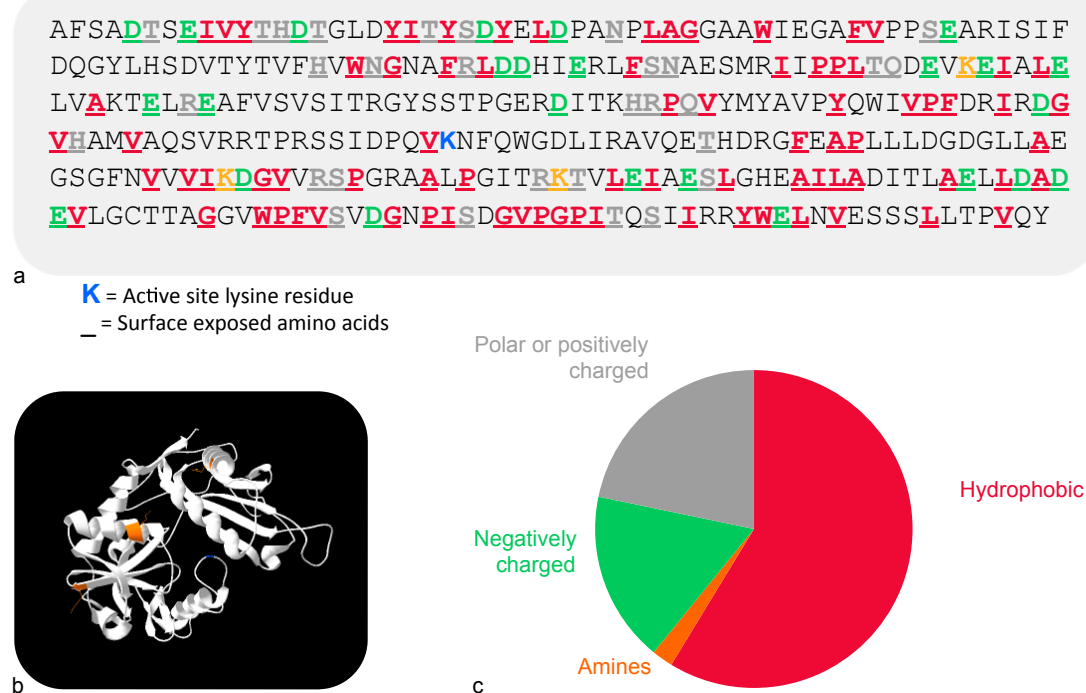 AFSADTSEIVYTHDTGLDYITYSDYELDPANPLAGGAAWIEGAFVPPSEARISIF
DQGYLHSDVTYTVFHVWNGNAFRLDDHIERLFSNAESMRIIPPLTQDEVKEIALE
LVAKTELREAFVSVSITRGYSSTPGERDITKHRPQVYMYAVPYQWIVPFDRIRDG
VHAMVAQSVRRTPRSSIDPQVKNFQWGDLIRAVQETHDRGFEAPLLLDGDGLLAE
GSGFNVVVIKDGVVRSPGRAALPGITRKTVLEIAESLGHEAILADITLAELLDAD
EVLGCTTAGGVWPFVSVDGNPISDGVPGPITQSIIRRYWELNVESSSLLTPVQY
a
K = Active site lysine residue
_ = Surface exposed amino acids
Polar or positively
charged
Hydrophobic
Negatively
charged
Amines
b
c